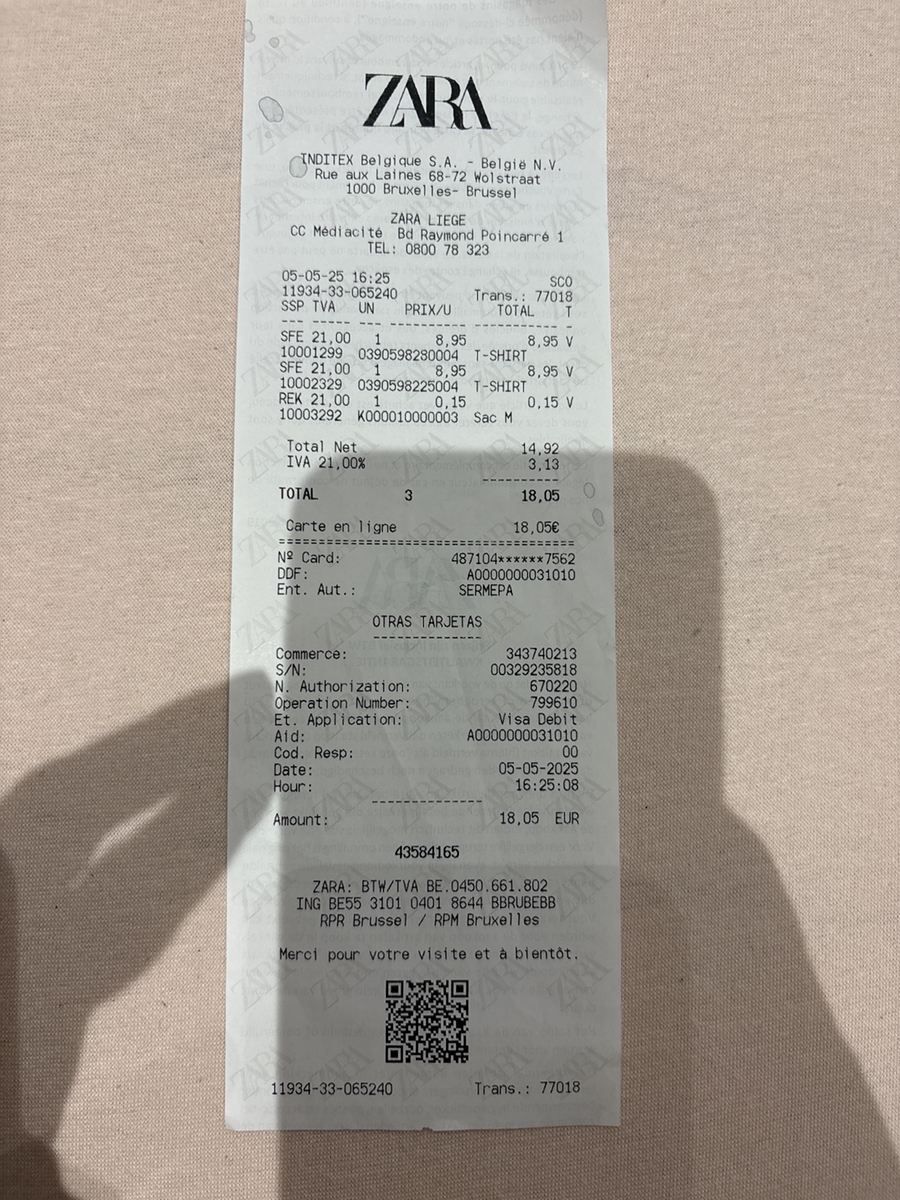 ZARA
INDITEX Belgique S.A. - België N.V.
Rue aux Laines 68-72 Wolstraat
1000 Bruxelles- Brussel
ZARA LIEGE
CC Médiacité Bd Raymond Poincarré 1
TEL: 0800 78 323
05-05-25 16:25 SCO
11934-33-065240 Trans.: 77018
SSP TVA UN PRIX/U TOTAL T
--- ---- --- --------- ----------- -
SFE 21,00 1 8,95 8,95 V
10001299 0390598280004 T-SHIRT
SFE 21,00 1 8,95 8,95 V
10002329 0390598225004 T-SHIRT
REK 21,00 1 0,15 0,15 V
10003292 K000010000003 Sac M
Total Net 14,92
IVA 21,00% 3,13
----------
TOTAL 3 18,05
Carte en ligne 18,05€
======================================
Nº Card: 487104******7562
DDF: A0000000031010
Ent. Aut.: SERMEPA
OTRAS TARJETAS
--------------
Commerce: 343740213
S/N: 00329235818
N. Authorization: 670220
Operation Number: 799610
Et. Application: Visa Debit
Aid: A0000000031010
Cod. Resp: 00
Date: 05-05-2025
Hour: 16:25:08
--------------
Amount: 18,05 EUR
43584165
ZARA: BTW/TVA BE.0450.661.802
ING BE55 3101 0401 8644 BBRUBEBB
RPR Brussel / RPM Bruxelles
Merci pour votre visite et à bientôt.
11934-33-065240 Trans.: 77018